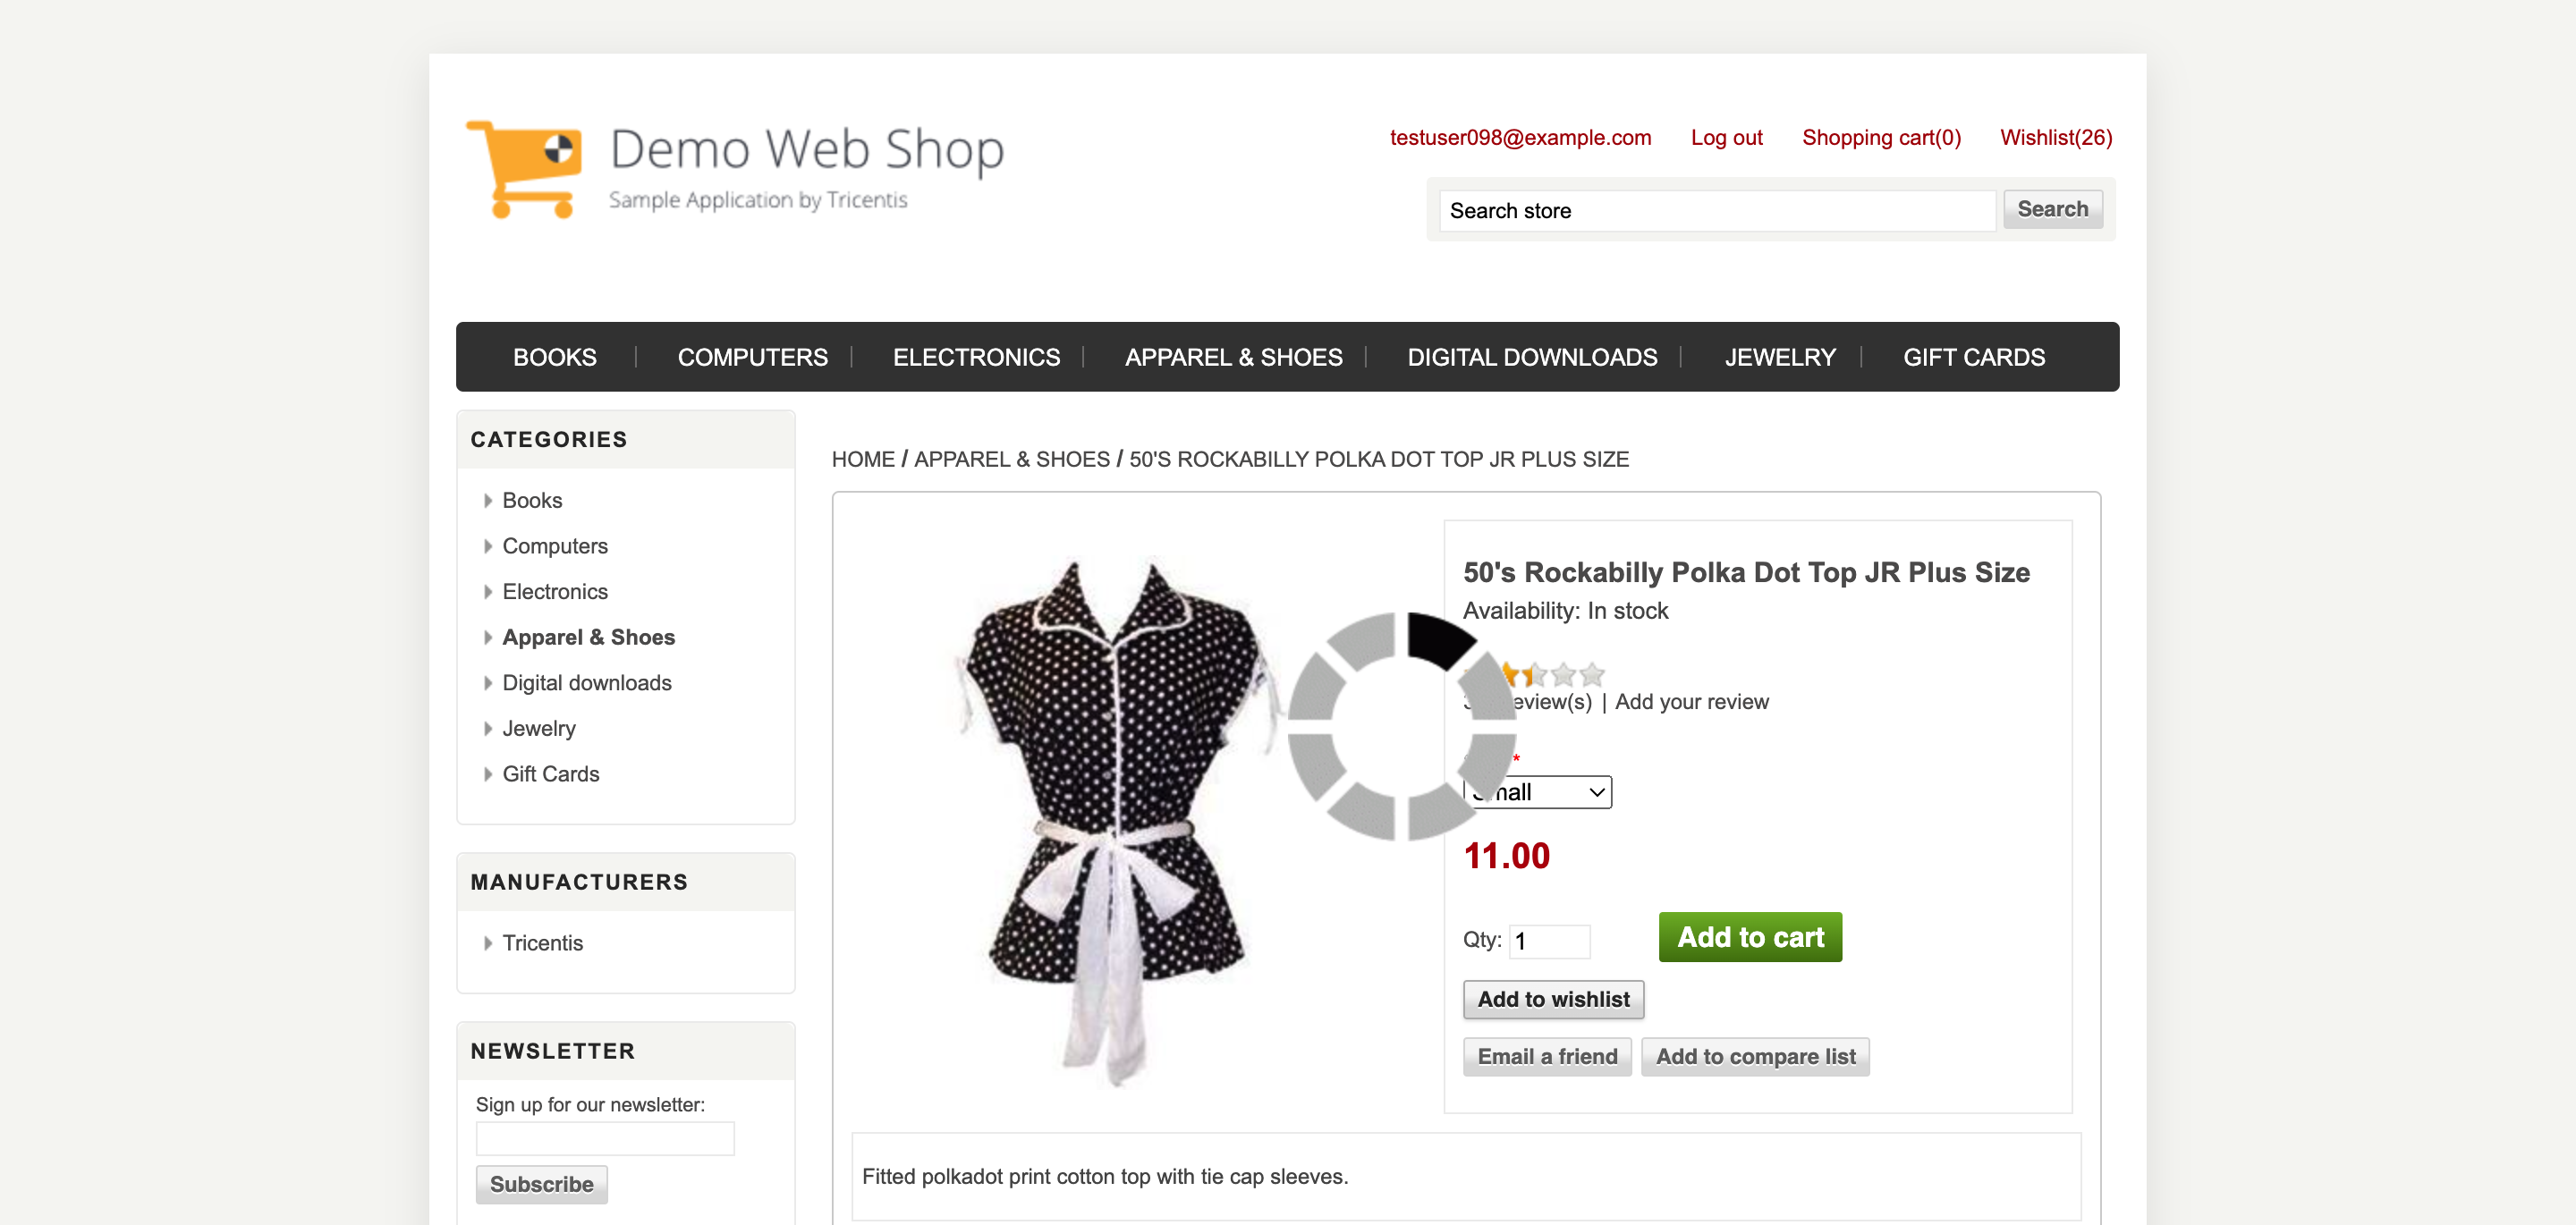 Demo Web Shop
Sample Application by Tricentis
testuser098@example.com Log out Shopping cart(0) Wishlist(26)
Search store Search
BOOKS COMPUTERS ELECTRONICS APPAREL & SHOES DIGITAL DOWNLOADS JEWELRY GIFT CARDS
CATEGORIES
Books
Computers
Electronics
Apparel & Shoes
Digital downloads
Jewelry
Gift Cards
MANUFACTURERS
Tricentis
NEWSLETTER
Sign up for our newsletter:
Subscribe
HOME / APPAREL & SHOES / 50'S ROCKABILLY POLKA DOT TOP JR PLUS SIZE
50's Rockabilly Polka Dot Top JR Plus Size
Availability: In stock
review(s) | Add your review
*
Small
11.00
Qty: 1 Add to cart
Add to wishlist
Email a friend Add to compare list
Fitted polkadot print cotton top with tie cap sleeves.